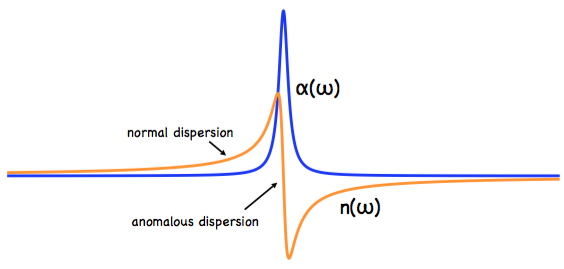 α(ω)
normal dispersion
n(ω)
anomalous dispersion